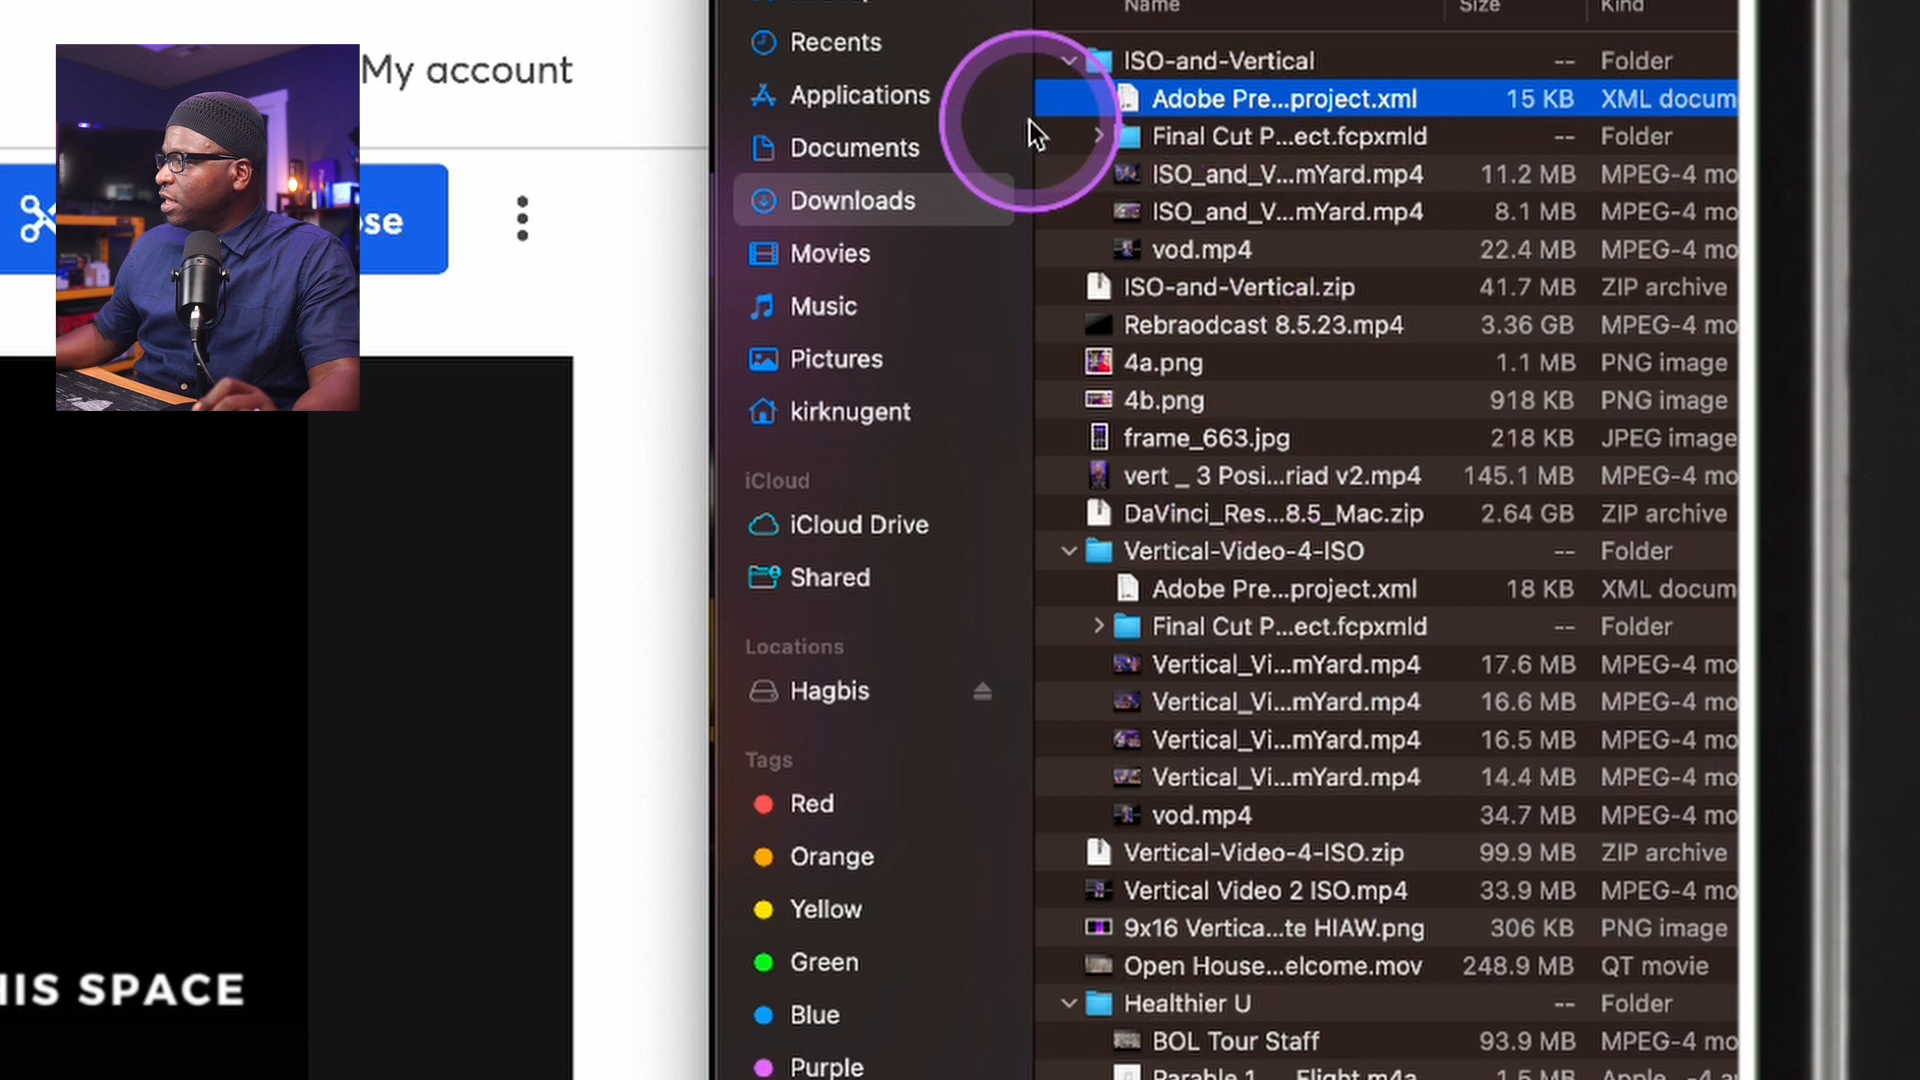 My account
se
HIS SPACE
Recents
Applications
Documents
Downloads
Movies
Music
Pictures
kirknugent
iCloud
iCloud Drive
Shared
Locations
Hagbis
Tags
Red
Orange
Yellow
Green
Blue
Purple
Name Size Kind
ISO-and-Vertical -- Folder
Adobe Pre...project.xml 15 KB XML docum
Final Cut P...ect.fcpxmld -- Folder
ISO_and_V...mYard.mp4 11.2 MB MPEG-4 mo
ISO_and_V...mYard.mp4 8.1 MB MPEG-4 mo
vod.mp4 22.4 MB MPEG-4 mo
ISO-and-Vertical.zip 41.7 MB ZIP archive
Rebraodcast 8.5.23.mp4 3.36 GB MPEG-4 mo
4a.png 1.1 MB PNG image
4b.png 918 KB PNG image
frame_663.jpg 218 KB JPEG image
vert _ 3 Posi...riad v2.mp4 145.1 MB MPEG-4 mo
DaVinci_Res...8.5_Mac.zip 2.64 GB ZIP archive
Vertical-Video-4-ISO -- Folder
Adobe Pre...project.xml 18 KB XML docum
Final Cut P...ect.fcpxmld -- Folder
Vertical_Vi...mYard.mp4 17.6 MB MPEG-4 mo
Vertical_Vi...mYard.mp4 16.6 MB MPEG-4 mo
Vertical_Vi...mYard.mp4 16.5 MB MPEG-4 mo
Vertical_Vi...mYard.mp4 14.4 MB MPEG-4 mo
vod.mp4 34.7 MB MPEG-4 mo
Vertical-Video-4-ISO.zip 99.9 MB ZIP archive
Vertical Video 2 ISO.mp4 33.9 MB MPEG-4 mo
9x16 Vertica...te HIAW.png 306 KB PNG image
Open House...elcome.mov 248.9 MB QT movie
Healthier U -- Folder
BOL Tour Staff 93.9 MB MPEG-4 mo